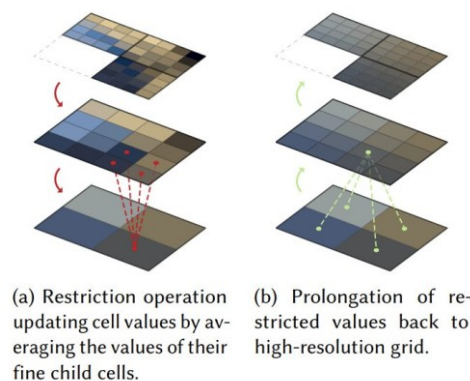 (a) Restriction operation
updating cell values by av-
eraging the values of their
fine child cells.
(b) Prolongation of re-
stricted values back to
high-resolution grid.